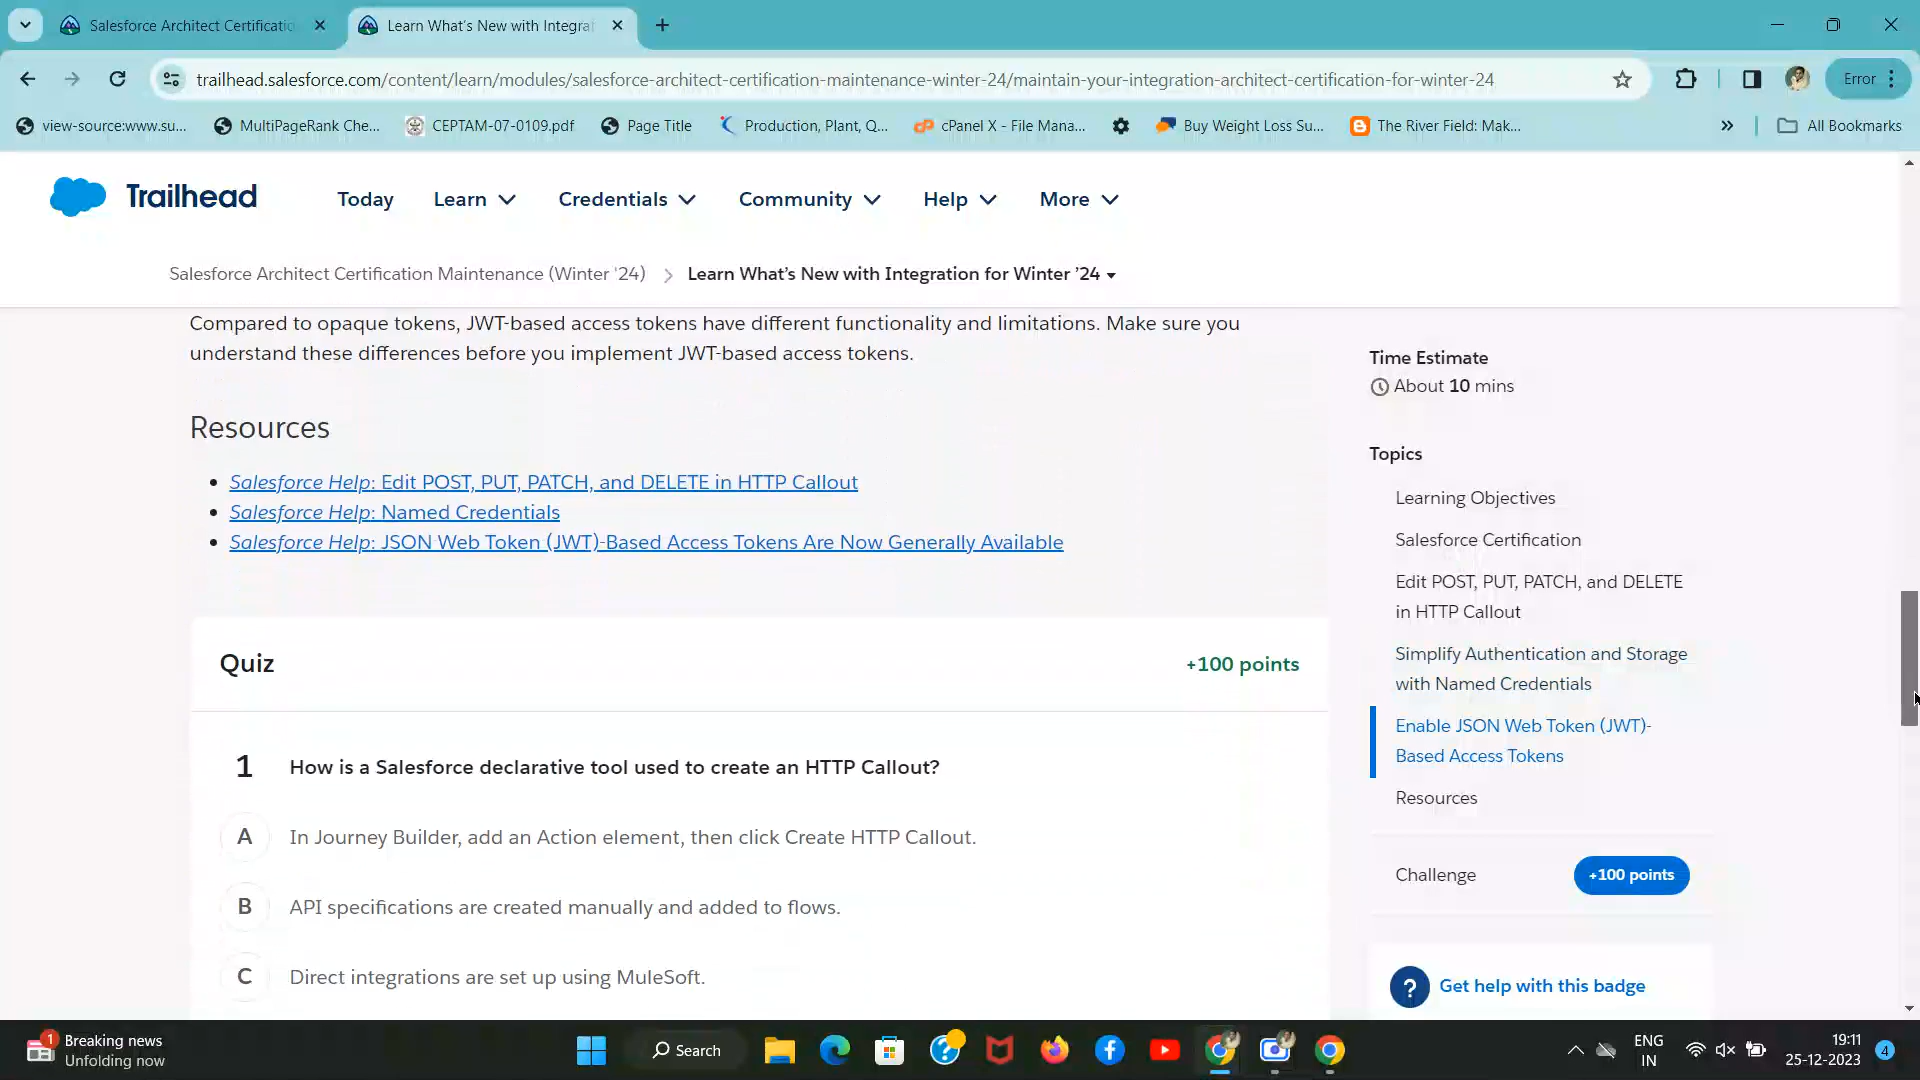 Salesforce Architect Certificatio
Learn What's New with Integrat
trailhead.salesforce.com/content/learn/modules/salesforce-architect-certification-maintenance-winter-24/maintain-your-integration-architect-certification-for-winter-24
Error
view-source:www.su...
MultiPageRank Che...
CEPTAM-07-0109.pdf
Page Title
Production, Plant, Q...
cPanel X - File Mana...
Buy Weight Loss Su...
The River Field: Mak...
»
All Bookmarks
Trailhead
Today
Learn
Credentials
Community
Help
More
Salesforce Architect Certification Maintenance (Winter '24)
Learn What's New with Integration for Winter '24
Compared to opaque tokens, JWT-based access tokens have different functionality and limitations. Make sure you
understand these differences before you implement JWT-based access tokens.
Resources
• Salesforce Help: Edit POST, PUT, PATCH, and DELETE in HTTP Callout
• Salesforce Help: Named Credentials
• Salesforce Help: JSON Web Token (JWT)-Based Access Tokens Are Now Generally Available
Quiz
+100 points
1 How is a Salesforce declarative tool used to create an HTTP Callout?
A In Journey Builder, add an Action element, then click Create HTTP Callout.
B API specifications are created manually and added to flows.
C Direct integrations are set up using MuleSoft.
Time Estimate
About 10 mins
Topics
Learning Objectives
Salesforce Certification
Edit POST, PUT, PATCH, and DELETE
in HTTP Callout
Simplify Authentication and Storage
with Named Credentials
Enable JSON Web Token (JWT)-
Based Access Tokens
Resources
Challenge
+100 points
? Get help with this badge
1
Breaking news
Unfolding now
Search
ENG
IN
19:11
25-12-2023
4